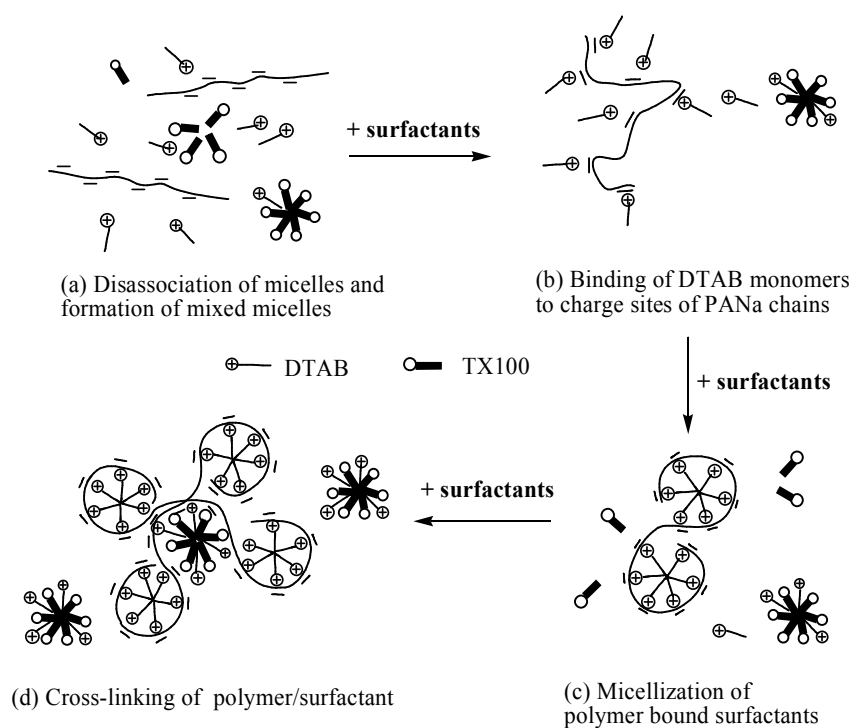 + surfactants
(a) Disassociation of micelles and
formation of mixed micelles
(b) Binding of DTAB monomers
to charge sites of PANa chains
DTAB
TX100
+ surfactants
+ surfactants
(d) Cross-linking of polymer/surfactant
(c) Micellization of
polymer bound surfactants